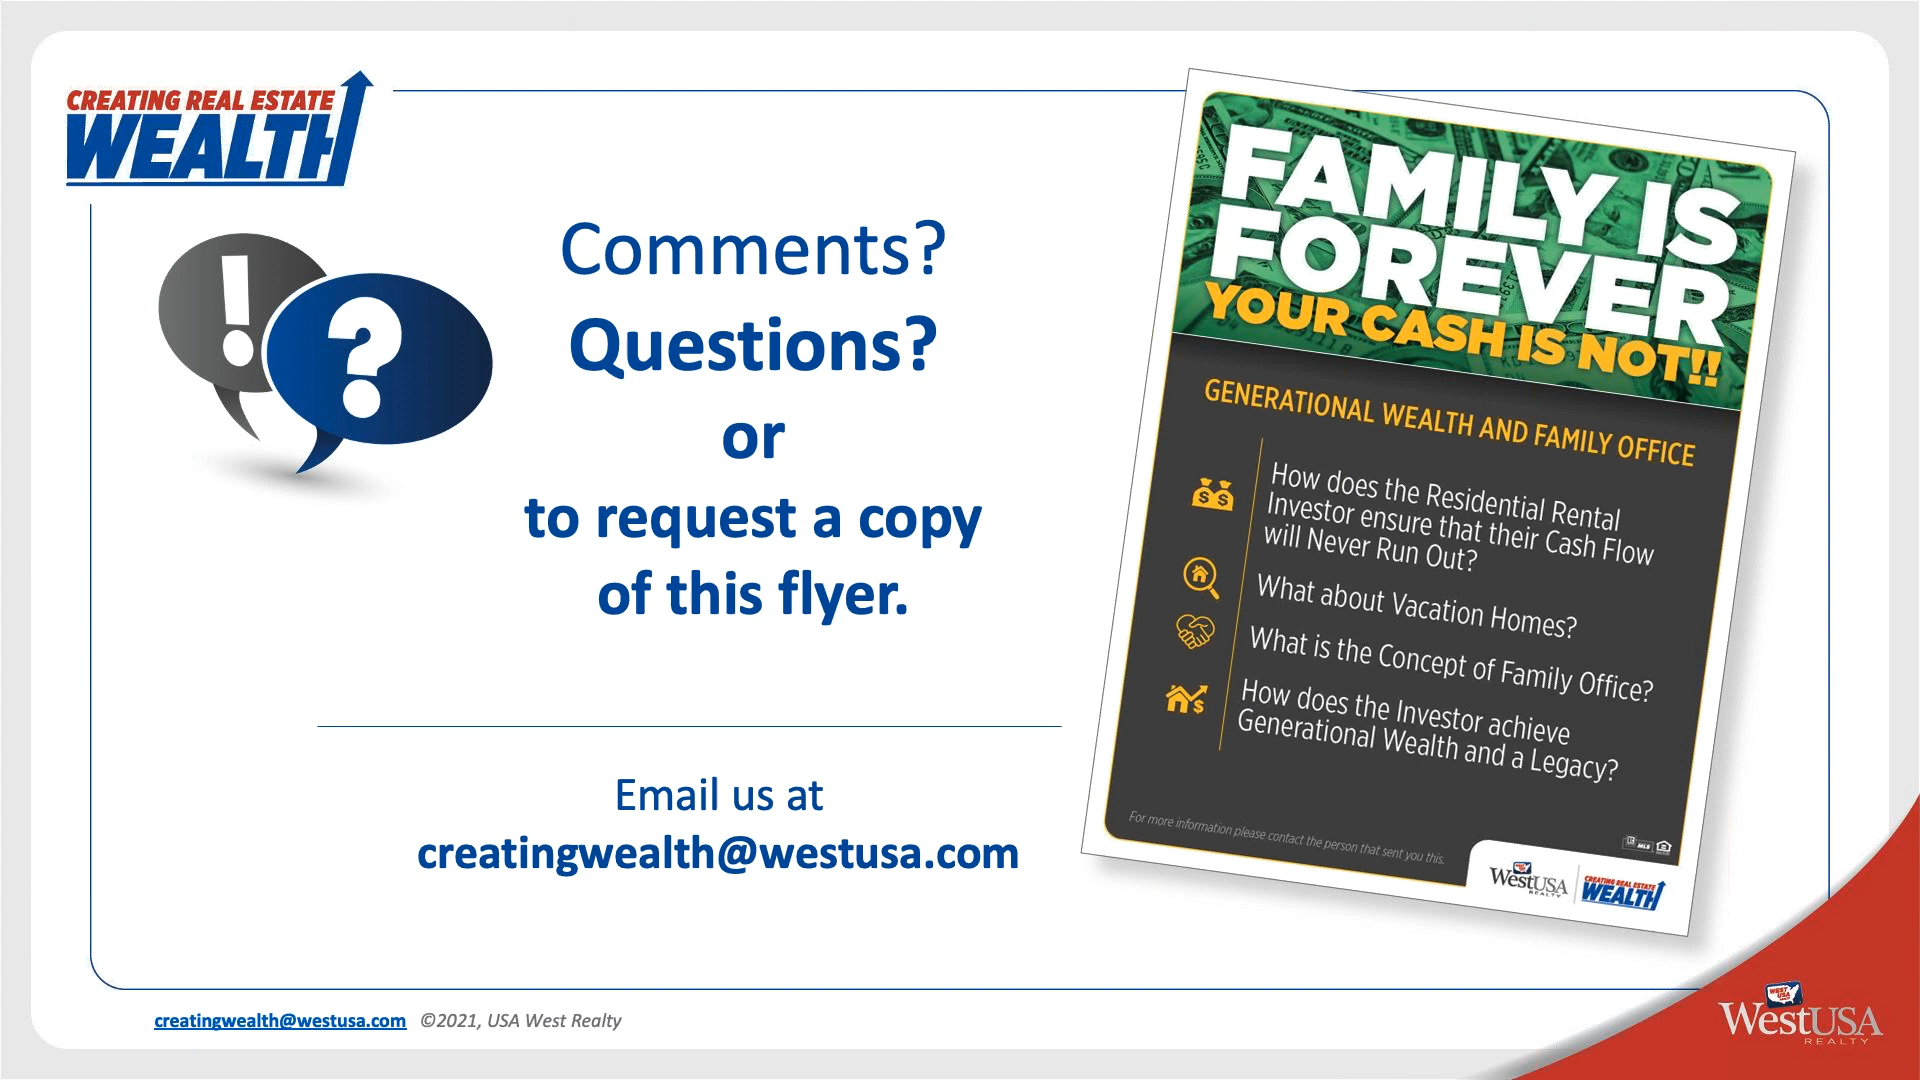 CREATING REAL ESTATE
WEALTH
!
?
Comments?
Questions?
or
to request a copy
of this flyer.
Email us at
creatingwealth@westusa.com
FAMILY IS
FOREVER
YOUR CASH IS NOT!!
GENERATIONAL WEALTH AND FAMILY OFFICE
How does the Residential Rental
Investor ensure that their Cash Flow
will Never Run Out?
What about Vacation Homes?
What is the Concept of Family Office?
How does the Investor achieve
Generational Wealth and a Legacy?
For more information please contact the person that sent you this.
WestUSA
REALTY
CREATING REAL ESTATE
WEALTH
creatingwealth@westusa.com ©2021, USA West Realty
WEST
USA
WestUSA
REALTY